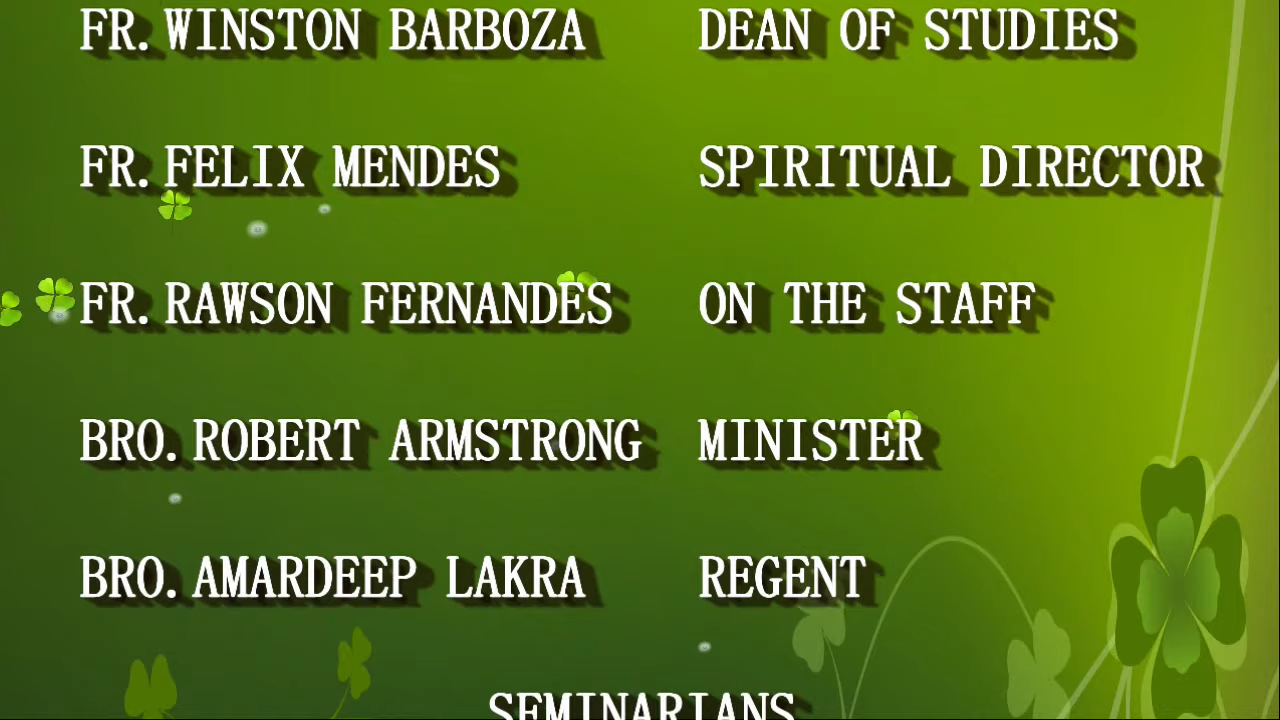 FR. WINSTON BARBOZA DEAN OF STUDIES
FR. FELIX MENDES SPIRITUAL DIRECTOR
FR. RAWSON FERNANDES ON THE STAFF
BRO. ROBERT ARMSTRONG MINISTER
BRO. AMARDEEP LAKRA REGENT
SEMINARIANS